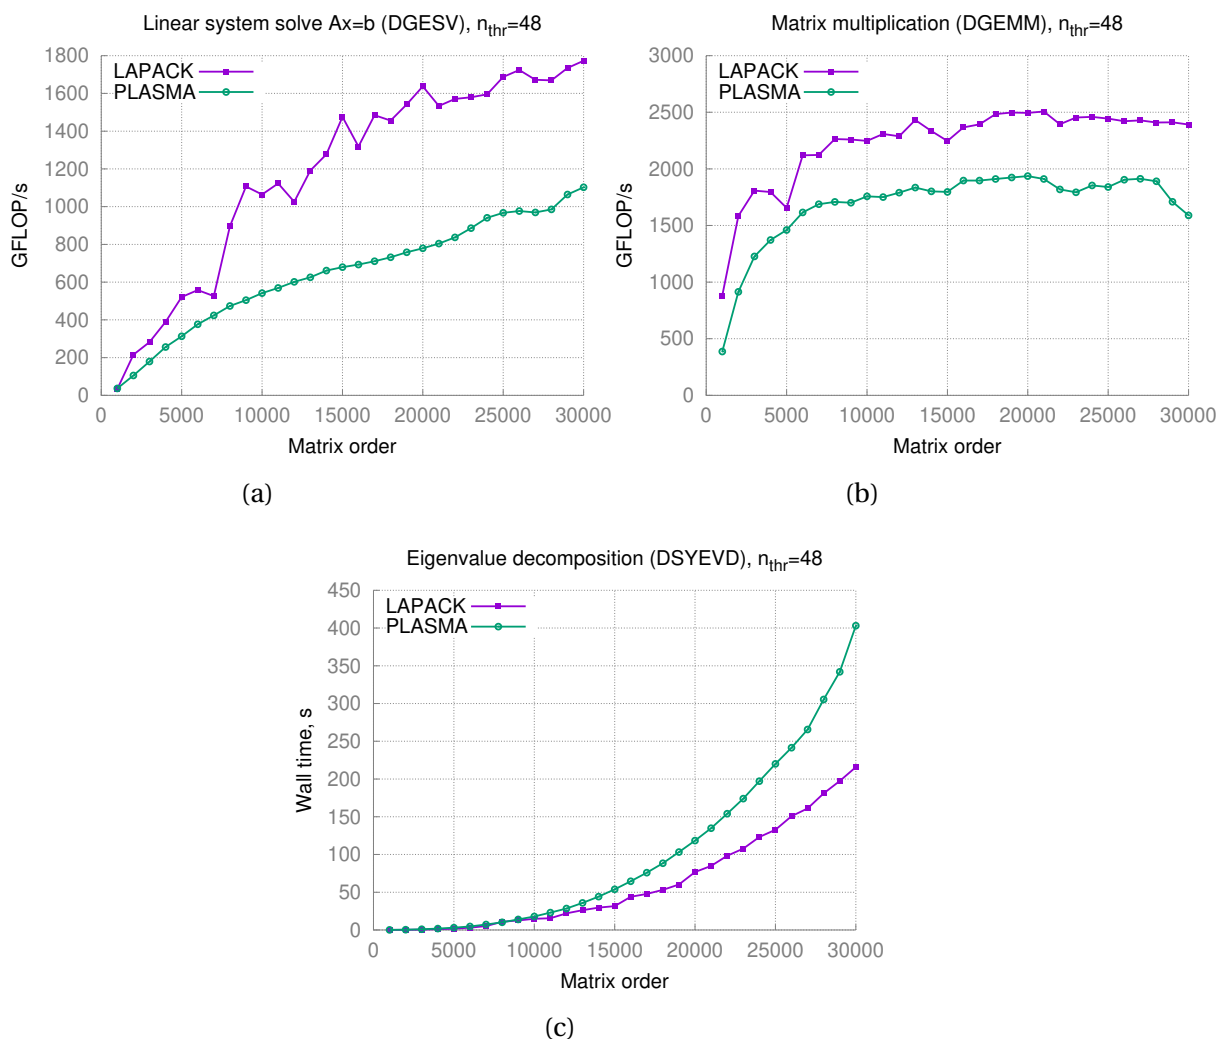 Linear system solve Ax=b (DGESV), n_thr=48
LAPACK
PLASMA
GFLOP/s
1800
1600
1400
1200
1000
800
600
400
200
0
0 5000 10000 15000 20000 25000 30000
Matrix order
(a)
Matrix multiplication (DGEMM), n_thr=48
LAPACK
PLASMA
GFLOP/s
3000
2500
2000
1500
1000
500
0
0 5000 10000 15000 20000 25000 30000
Matrix order
(b)
Eigenvalue decomposition (DSYEVD), n_thr=48
LAPACK
PLASMA
Wall time, s
450
400
350
300
250
200
150
100
50
0
0 5000 10000 15000 20000 25000 30000
Matrix order
(c)